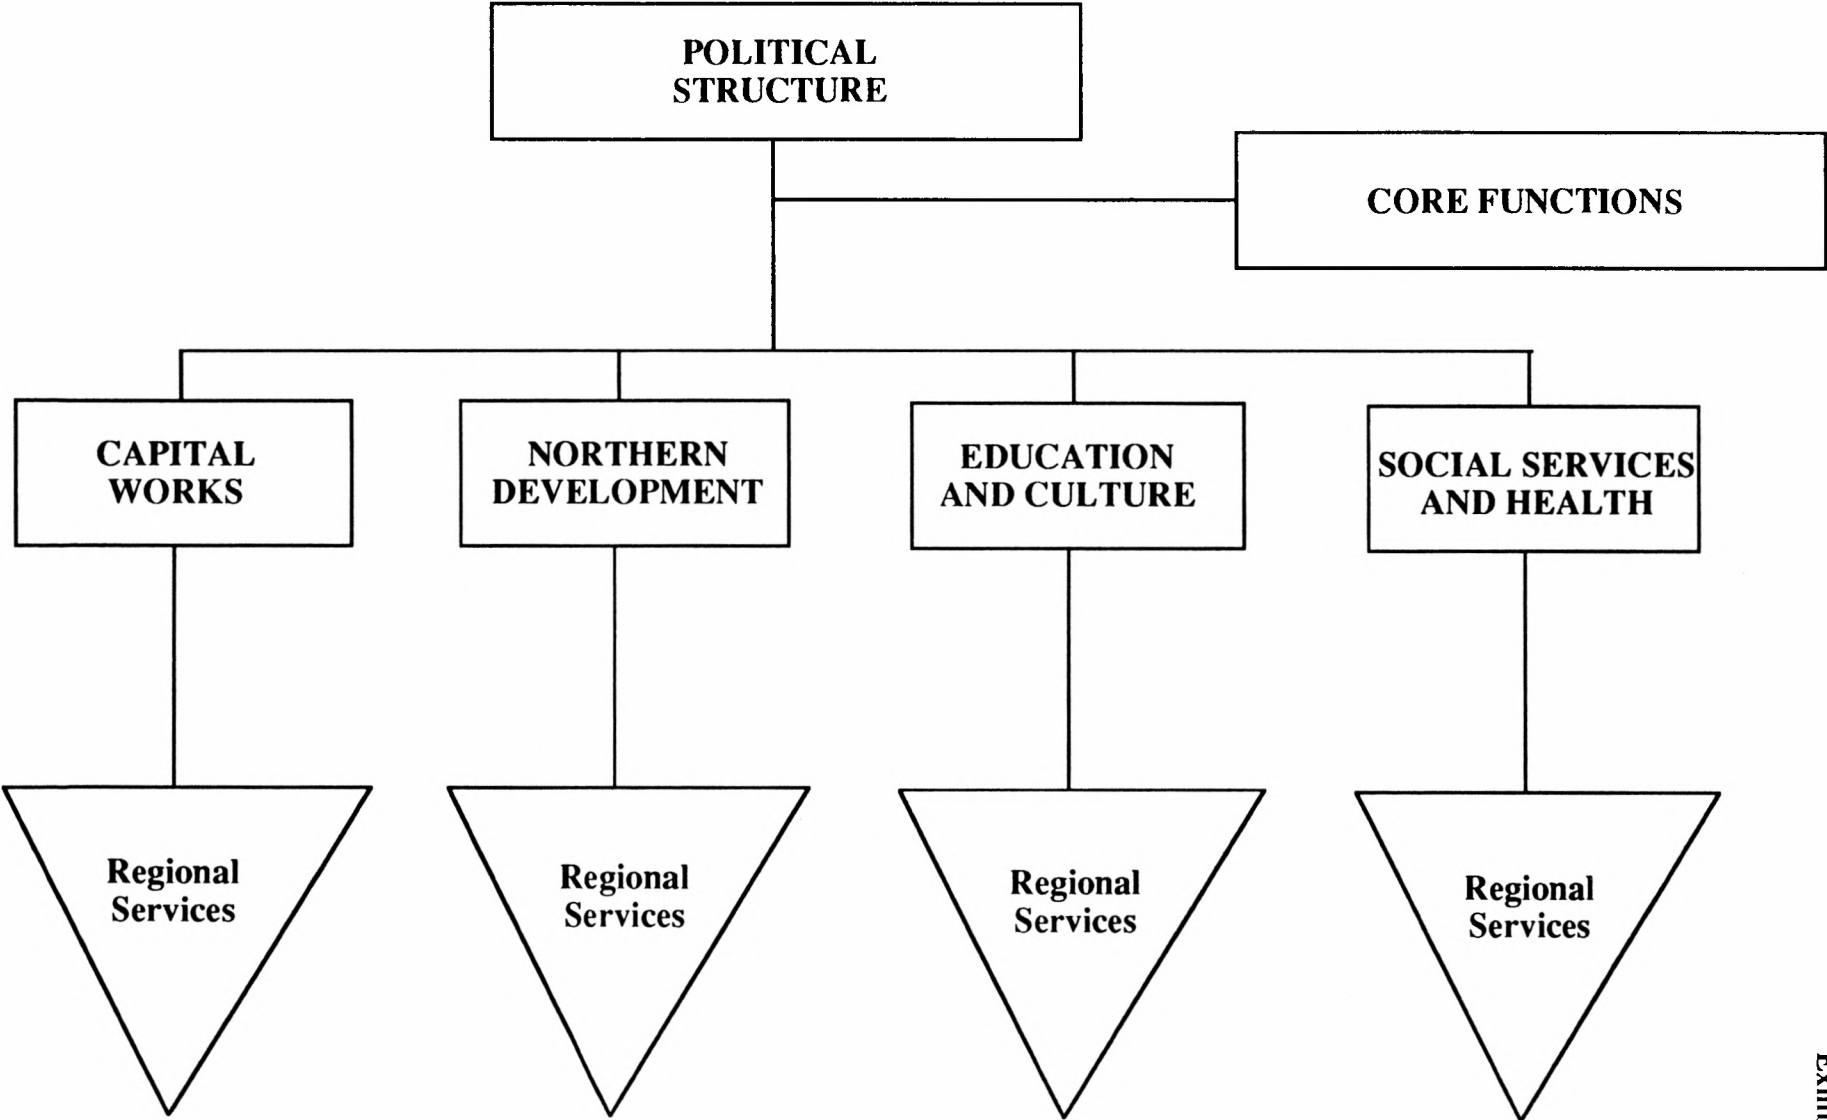 POLITICAL
STRUCTURE
CORE FUNCTIONS
CAPITAL
WORKS
NORTHERN
DEVELOPMENT
EDUCATION
AND CULTURE
SOCIAL SERVICES
AND HEALTH
Regional
Services
Regional
Services
Regional
Services
Regional
Services